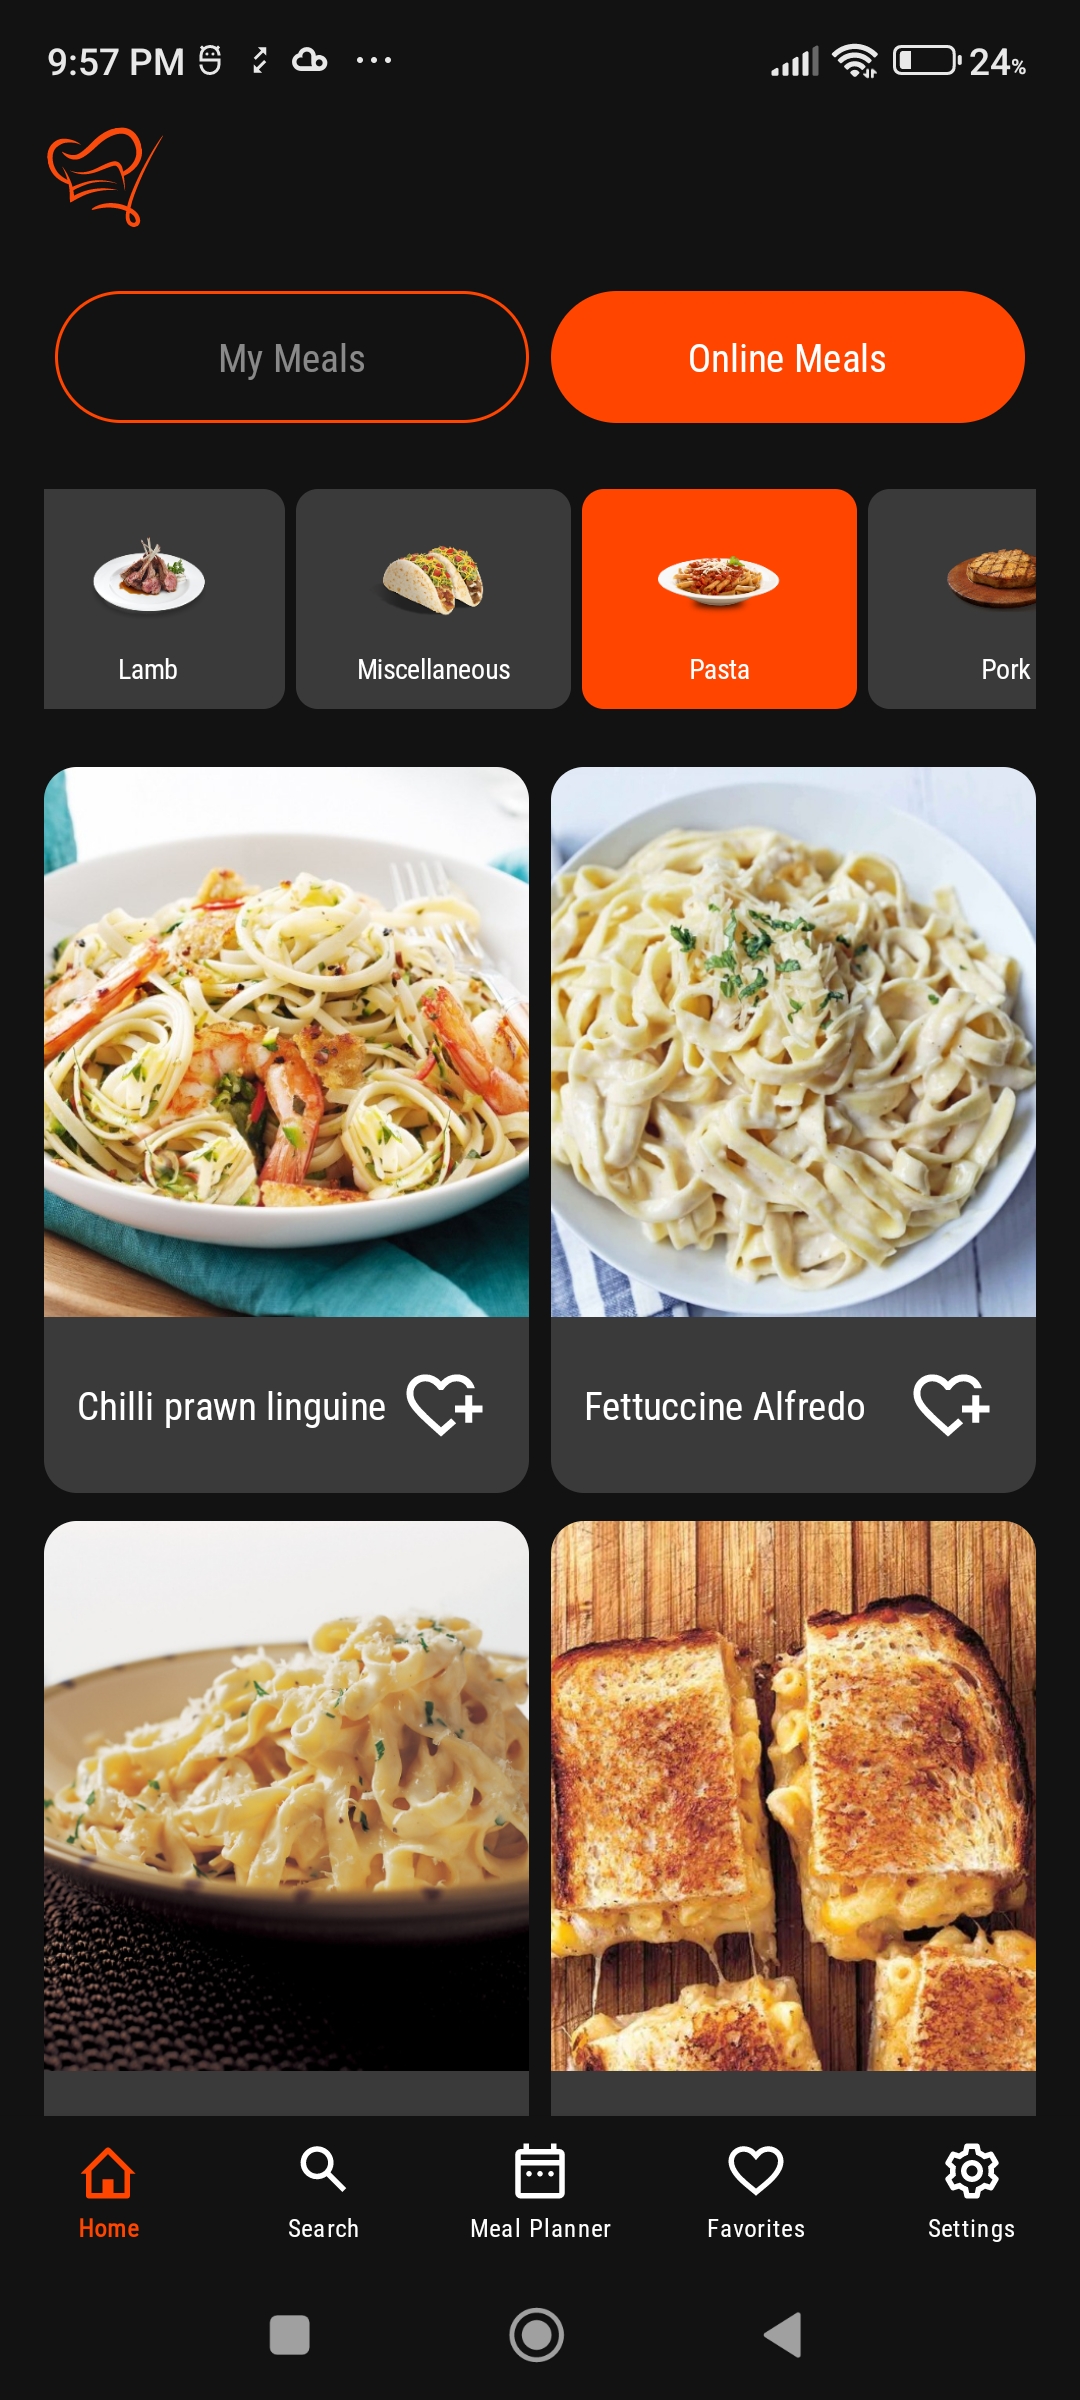 9:57 PM 24%
My Meals Online Meals
Lamb Miscellaneous Pasta Pork
Chilli prawn linguine Fettuccine Alfredo
Home Search Meal Planner Favorites Settings